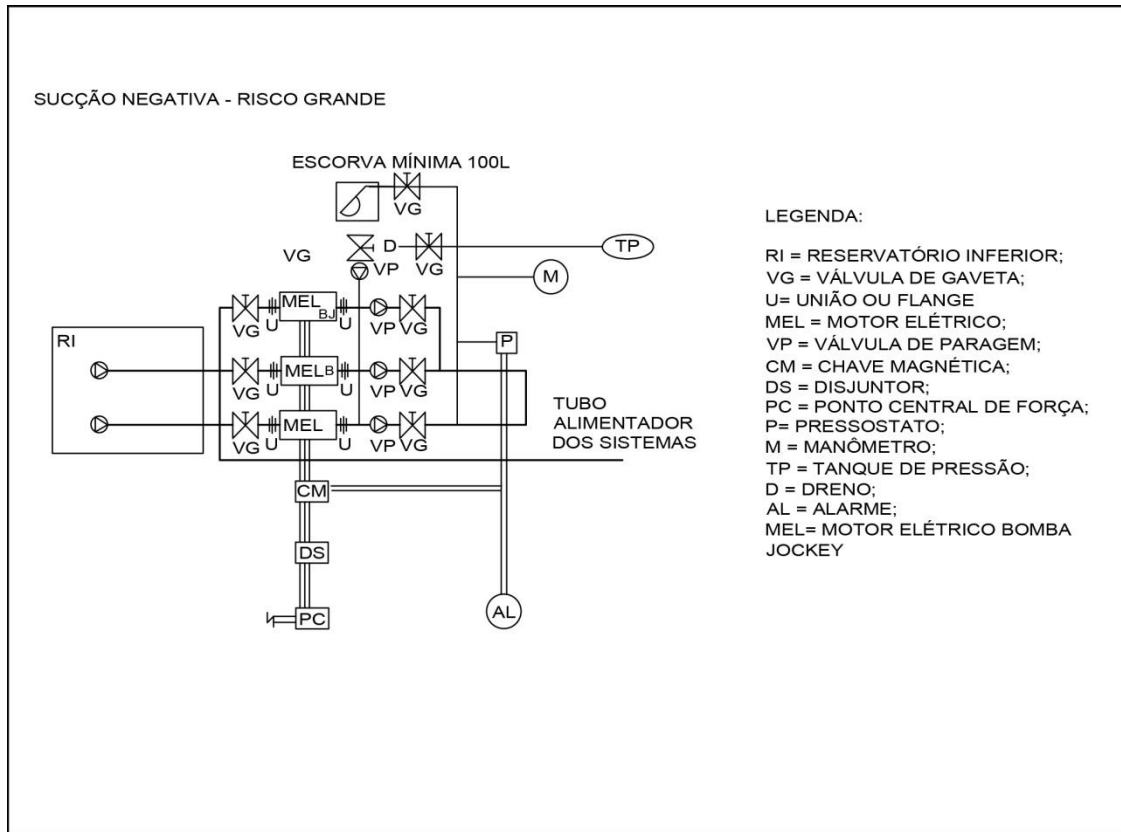 SUCÇÃO NEGATIVA - RISCO GRANDE
ESCORVA MÍNIMA 100L
VG
VG D TP
VP VG
M
MEL BJ
VG U U VP VG
RI P
MEL B
VG U U VP VG
MEL
VG U U VP VG
TUBO
ALIMENTADOR
DOS SISTEMAS
CM
DS
PC
AL
LEGENDA:
RI = RESERVATÓRIO INFERIOR;
VG = VÁLVULA DE GAVETA;
U= UNIÃO OU FLANGE
MEL = MOTOR ELÉTRICO;
VP = VÁLVULA DE PARAGEM;
CM = CHAVE MAGNÉTICA;
DS = DISJUNTOR;
PC = PONTO CENTRAL DE FORÇA;
P= PRESSOSTATO;
M = MANÔMETRO;
TP = TANQUE DE PRESSÃO;
D = DRENO;
AL = ALARME;
MEL= MOTOR ELÉTRICO BOMBA
JOCKEY